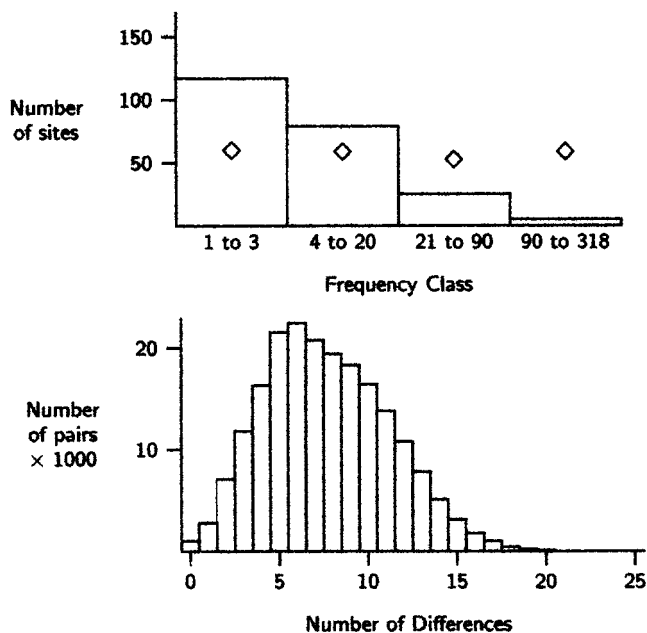 150
Number
of sites
100
50
1 to 3 4 to 20 21 to 90 90 to 318
Frequency Class
20
Number
of pairs
× 1000
10
0 5 10 15 20 25
Number of Differences